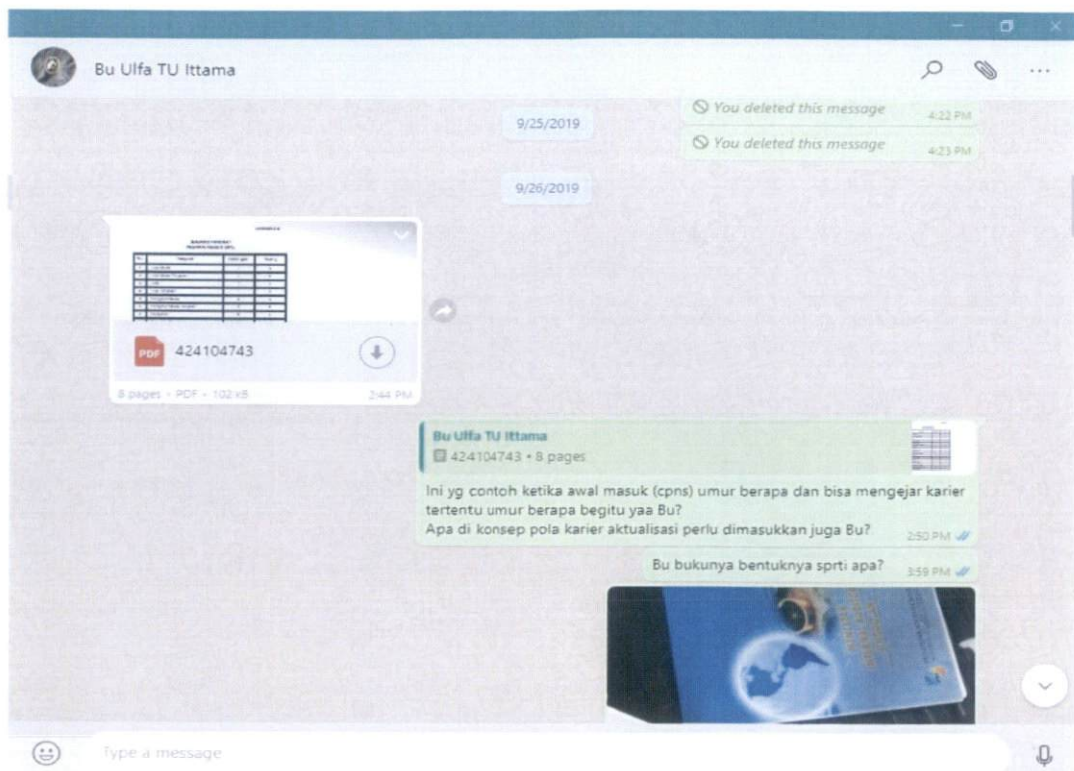 Bu Ulfa TU Ittama
You deleted this message
4:22 PM
9/25/2019
You deleted this message
4:23 PM
9/26/2019
PDF
424104743
8 pages • PDF • 102 kB
2:44 PM
Bu Ulfa TU Ittama
424104743 • 8 pages
Ini yg contoh ketika awal masuk (cpns) umur berapa dan bisa mengejar karier
tertentu umur berapa begitu yaa Bu?
Apa di konsep pola karier aktualisasi perlu dimasukkan juga Bu?
2:50 PM
Bu bukunya bentuknya sprti apa?
3:59 PM
Type a message